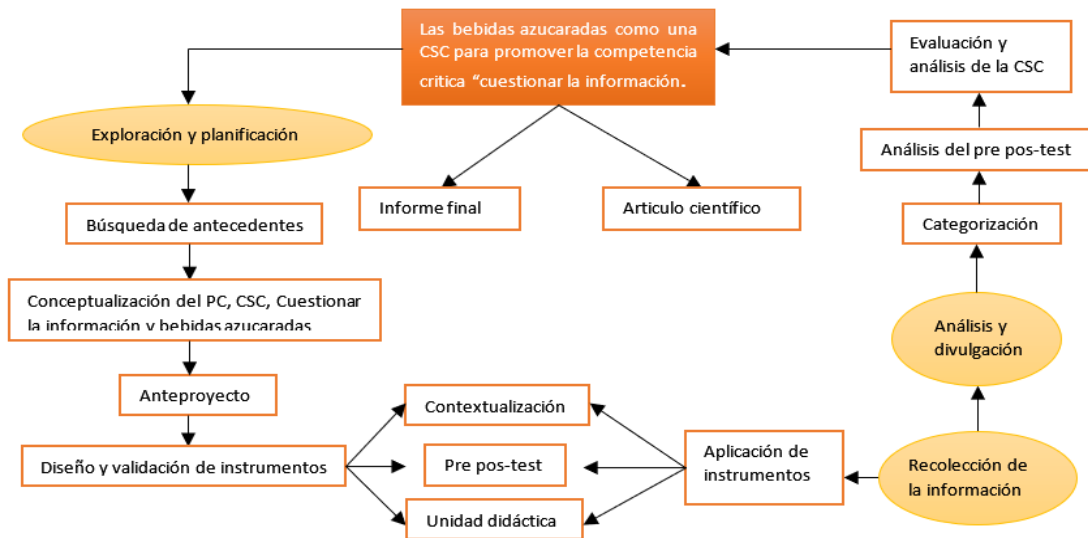 Las bebidas azucaradas como una
CSC para promover la competencia
critica “cuestionar la información.
Exploración y planificación
Búsqueda de antecedentes
Conceptualización del PC, CSC, Cuestionar
la información y bebidas azucaradas
Anteproyecto
Diseño y validación de instrumentos
Informe final
Articulo científico
Contextualización
Pre pos-test
Unidad didáctica
Aplicación de
instrumentos
Recolección de
la información
Análisis y
divulgación
Categorización
Análisis del pre pos-test
Evaluación y
análisis de la CSC